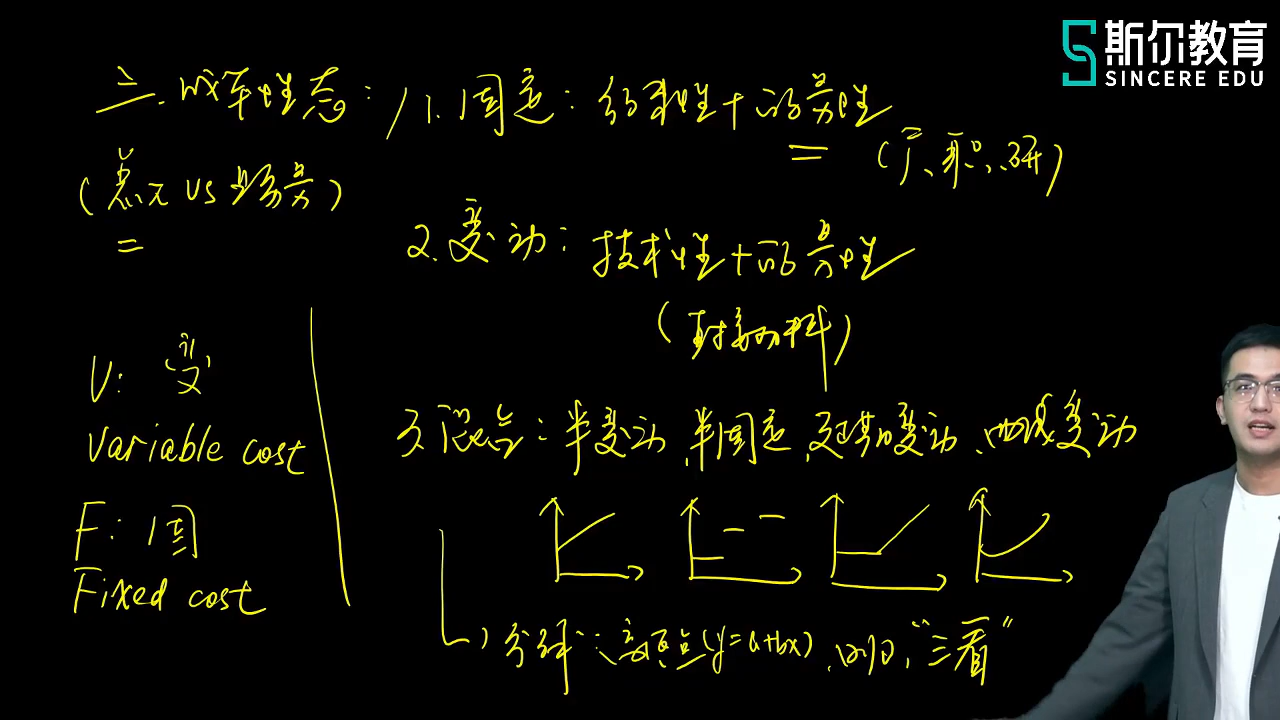 斯尔教育
SINCERE EDU
二.成本性态: 1.固定: 约束性+酌量性
(广、职、研)
(总元 VS 业务)
2.变动: 技术性+酌量性
(直接材料)
V: 变
variable cost
3.混合: 半变动、半固定、延期变动、曲线变动
F: 固
Fixed cost
分解: 高低点(y=a+bx)、回归, "三看"